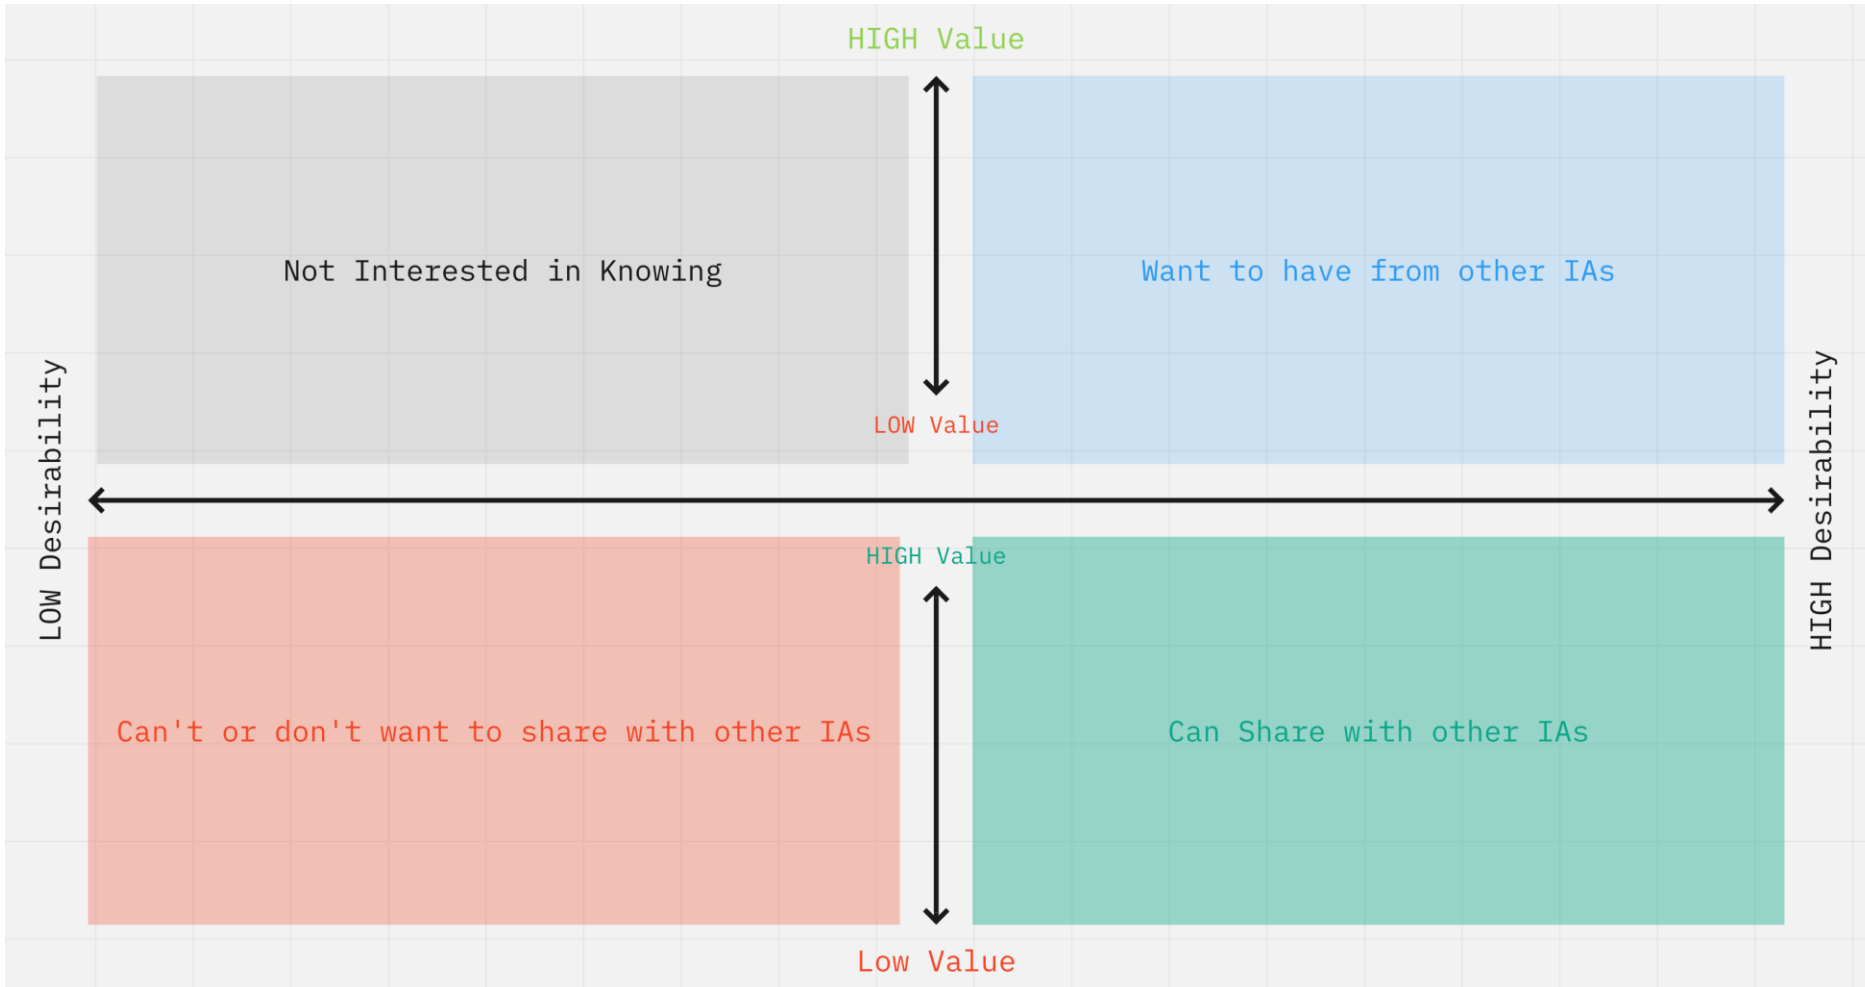 HIGH Value
Not Interested in Knowing
Want to have from other IAs
LOW Value
LOW Desirability
HIGH Desirability
HIGH Value
Can't or don't want to share with other IAs
Can Share with other IAs
Low Value